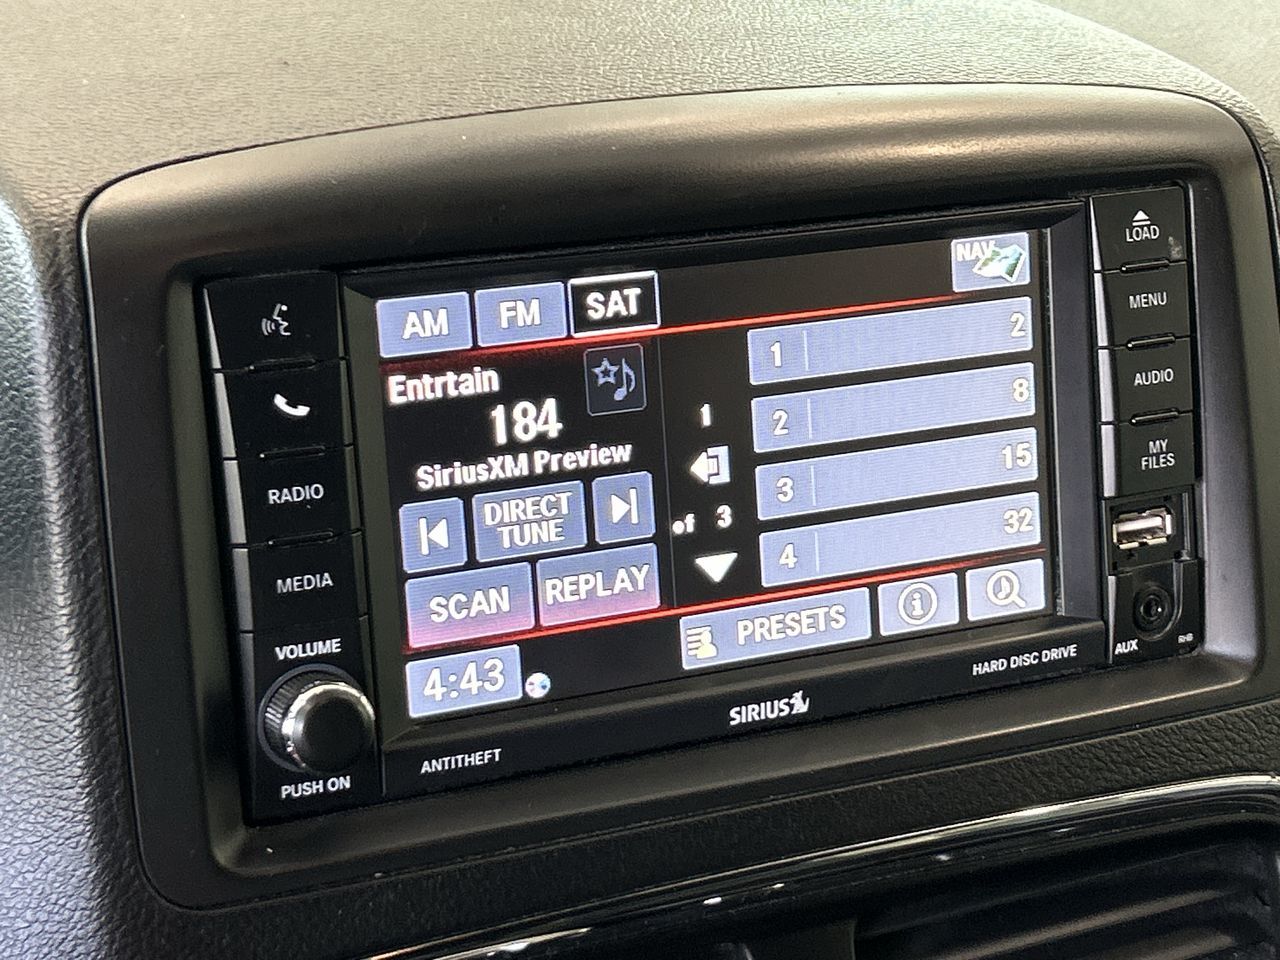 LOAD
MENU
AUDIO
MY
FILES
AUX
RHB
RADIO
MEDIA
VOLUME
PUSH ON
AM FM SAT
NAV
Entrtain
184
SiriusXM Preview
DIRECT
TUNE
SCAN REPLAY
4:43
1
of 3
1 2
2 8
3 15
4 32
PRESETS
ANTITHEFT
SIRIUS
HARD DISC DRIVE